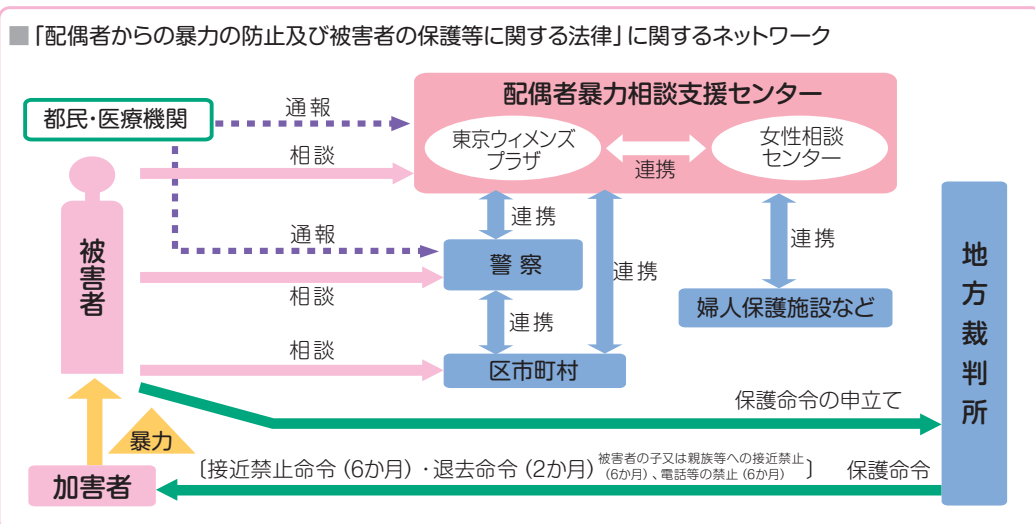 ■「配偶者からの暴力の防止及び被害者の保護等に関する法律」に関するネットワーク
配偶者暴力相談支援センター
都民・医療機関
通報
相談
東京ウィメンズ
プラザ
連携
女性相談
センター
被害者
通報
警察
相談
連携
連携
連携
連携
婦人保護施設など
地方裁判所
相談
区市町村
保護命令の申立て
暴力
加害者
〔接近禁止命令(6か月)・退去命令(2か月)
被害者の子又は親族等への接近禁止
(6か月)、電話等の禁止(6か月)〕
保護命令